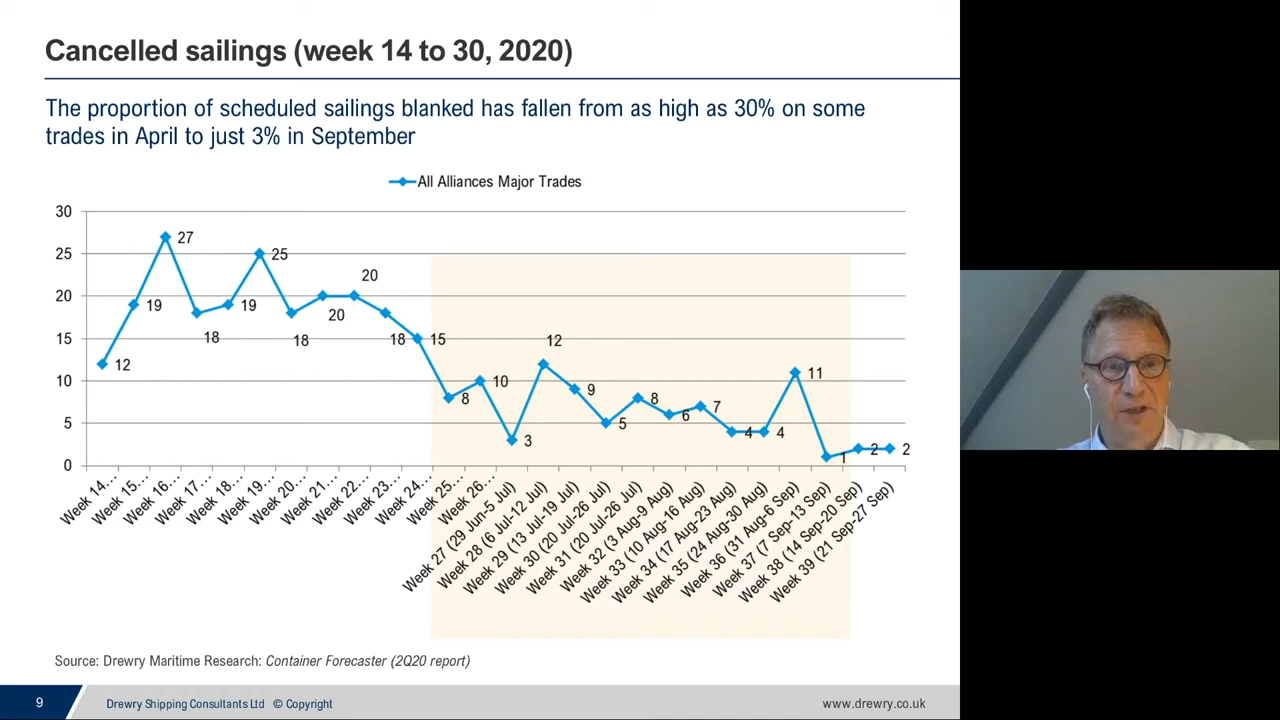 Cancelled sailings (week 14 to 30, 2020)
The proportion of scheduled sailings blanked has fallen from as high as 30% on some
trades in April to just 3% in September
All Alliances Major Trades
30
25
20
15
10
5
0
12
19
27
18
19
25
18
20
20
18
15
8
10
3
12
9
5
8
6
7
4
4
11
1
2
2
Week 14...
Week 15...
Week 16...
Week 17...
Week 18...
Week 19...
Week 20...
Week 21...
Week 22...
Week 23...
Week 24...
Week 25...
Week 26...
Week 27 (29 Jun-5 Jul)
Week 28 (6 Jul-12 Jul)
Week 29 (13 Jul-19 Jul)
Week 30 (20 Jul-26 Jul)
Week 31 (20 Jul-26 Jul)
Week 32 (3 Aug-9 Aug)
Week 33 (10 Aug-16 Aug)
Week 34 (17 Aug-23 Aug)
Week 35 (24 Aug-30 Aug)
Week 36 (31 Aug-6 Sep)
Week 37 (7 Sep-13 Sep)
Week 38 (14 Sep-20 Sep)
Week 39 (21 Sep-27 Sep)
Source: Drewry Maritime Research: Container Forecaster (2Q20 report)
9
Drewry Shipping Consultants Ltd © Copyright
www.drewry.co.uk